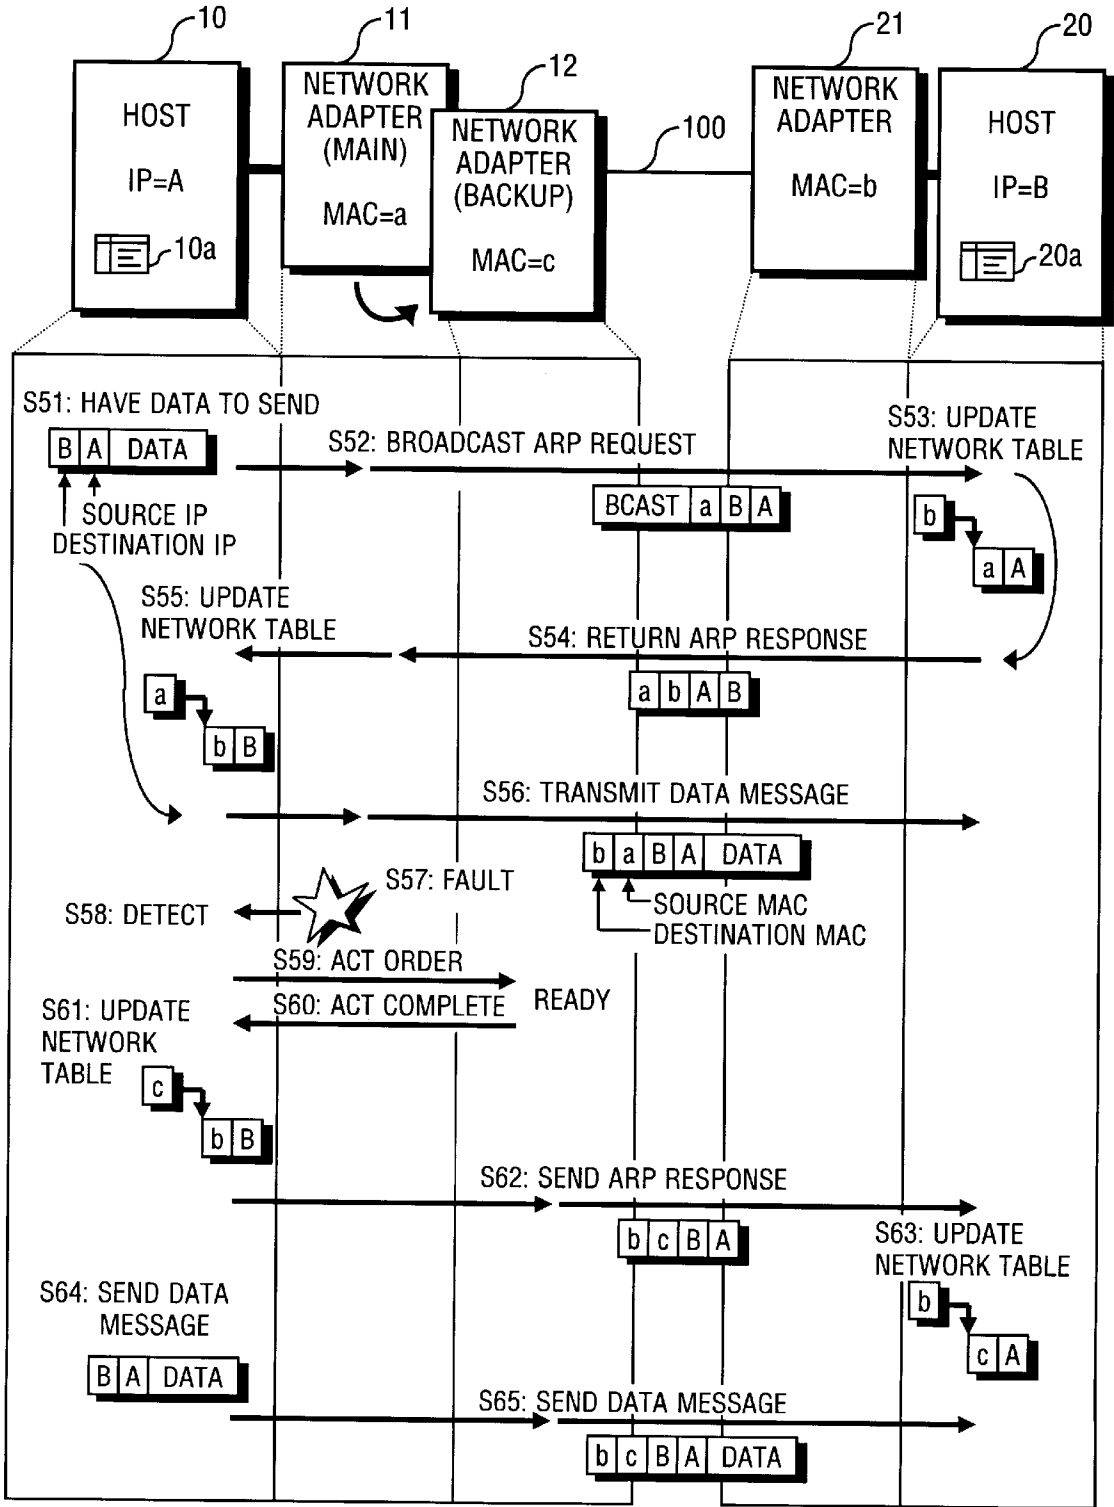 10
11
12
21
20
HOST
IP=A
10a
NETWORK
ADAPTER
(MAIN)
MAC=a
NETWORK
ADAPTER
(BACKUP)
MAC=c
100
NETWORK
ADAPTER
MAC=b
HOST
IP=B
20a
S51: HAVE DATA TO SEND
B A DATA
SOURCE IP
DESTINATION IP
S52: BROADCAST ARP REQUEST
BCAST a B A
S53: UPDATE
NETWORK TABLE
b
a A
S54: RETURN ARP RESPONSE
a b A B
S55: UPDATE
NETWORK TABLE
a
b B
S56: TRANSMIT DATA MESSAGE
b a B A DATA
SOURCE MAC
DESTINATION MAC
S57: FAULT
S58: DETECT
S59: ACT ORDER
READY
S60: ACT COMPLETE
S61: UPDATE
NETWORK
TABLE
c
b B
S62: SEND ARP RESPONSE
b c B A
S63: UPDATE
NETWORK TABLE
b
c A
S64: SEND DATA
MESSAGE
B A DATA
S65: SEND DATA MESSAGE
b c B A DATA